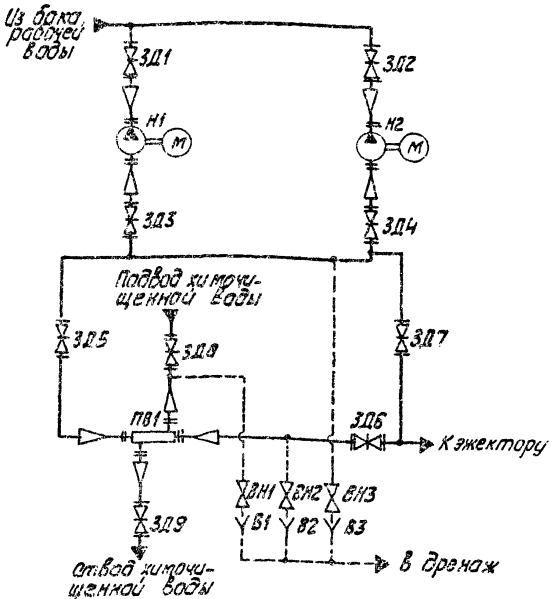 Из бака
рабочей
воды
ЗД1
ЗД2
Н1
М
Н2
М
ЗД3
ЗД4
Подвод химочи-
щенной воды
ЗД5
ЗД8
ЗД7
ПВ1
ЗД6
К эжектору
ВН1
ВН2
ВН3
В1
В2
В3
ЗД9
в дренаж
Отвод химочи-
щенной воды